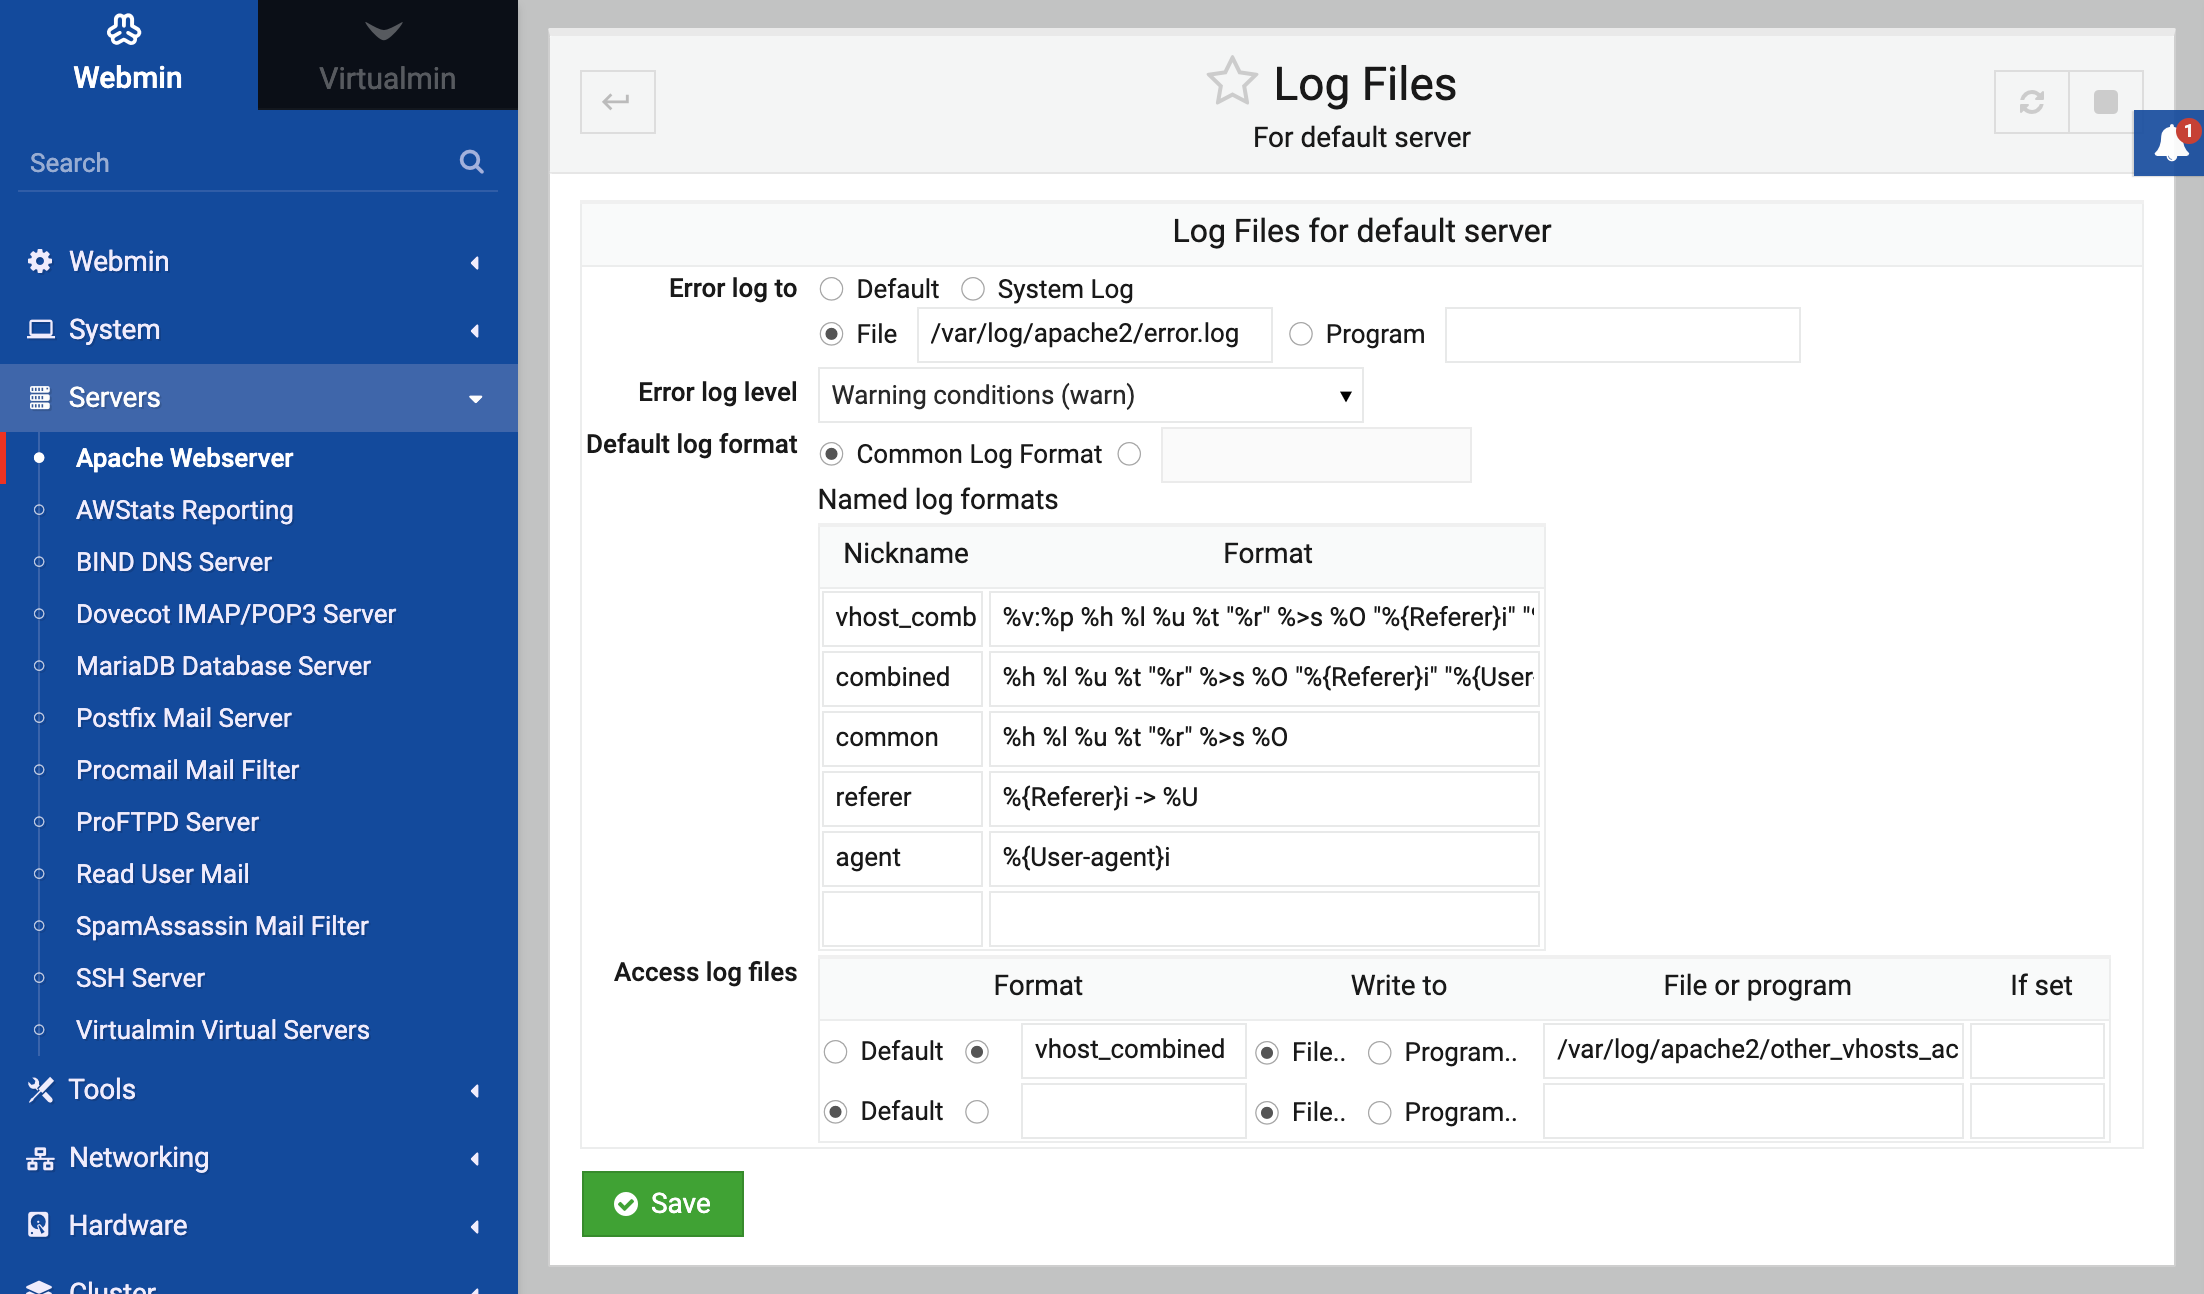 Webmin
Virtualmin
Search
Webmin
System
Servers
Apache Webserver
AWStats Reporting
BIND DNS Server
Dovecot IMAP/POP3 Server
MariaDB Database Server
Postfix Mail Server
Procmail Mail Filter
ProFTPD Server
Read User Mail
SpamAssassin Mail Filter
SSH Server
Virtualmin Virtual Servers
Tools
Networking
Hardware
Cluster
Log Files
For default server
1
Log Files for default server
Error log to Default System Log
File /var/log/apache2/error.log Program
Error log level Warning conditions (warn)
Default log format Common Log Format
Named log formats
Nickname Format
vhost_comb %v:%p %h %l %u %t "%r" %>s %O "%{Referer}i" "
combined %h %l %u %t "%r" %>s %O "%{Referer}i" "%{User-
common %h %l %u %t "%r" %>s %O
referer %{Referer}i -> %U
agent %{User-agent}i
Access log files Format Write to File or program If set
Default vhost_combined File.. Program.. /var/log/apache2/other_vhosts_ac
Default File.. Program..
Save